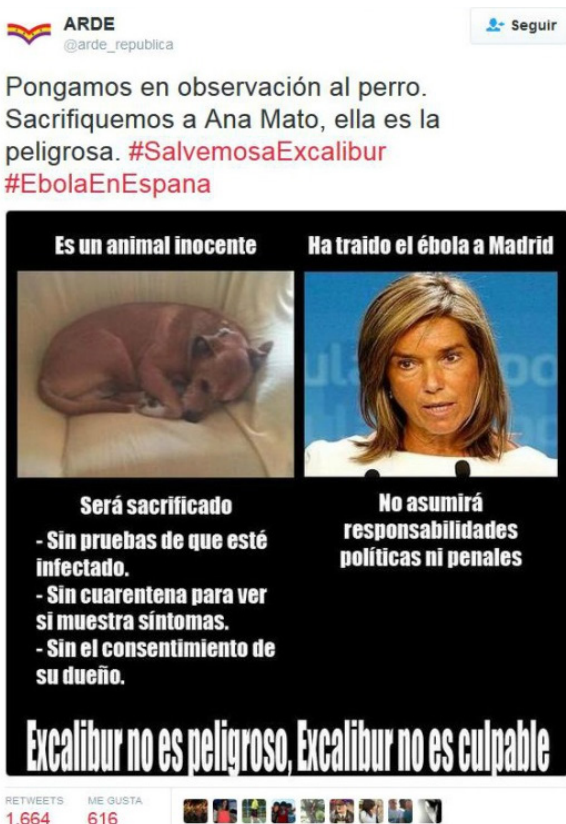 ARDE
@arde_republica
Seguir
Pongamos en observación al perro.
Sacrifiquemos a Ana Mato, ella es la
peligrosa. #SalvemosaExcalibur
#EbolaEnEspana
Es un animal inocente
Ha traido el ébola a Madrid
Será sacrificado
- Sin pruebas de que esté
infectado.
- Sin cuarentena para ver
si muestra síntomas.
- Sin el consentimiento de
su dueño.
No asumirá
responsabilidades
políticas ni penales
Excalibur no es peligroso, Excalibur no es culpable
RETWEETS
1.664
ME GUSTA
616